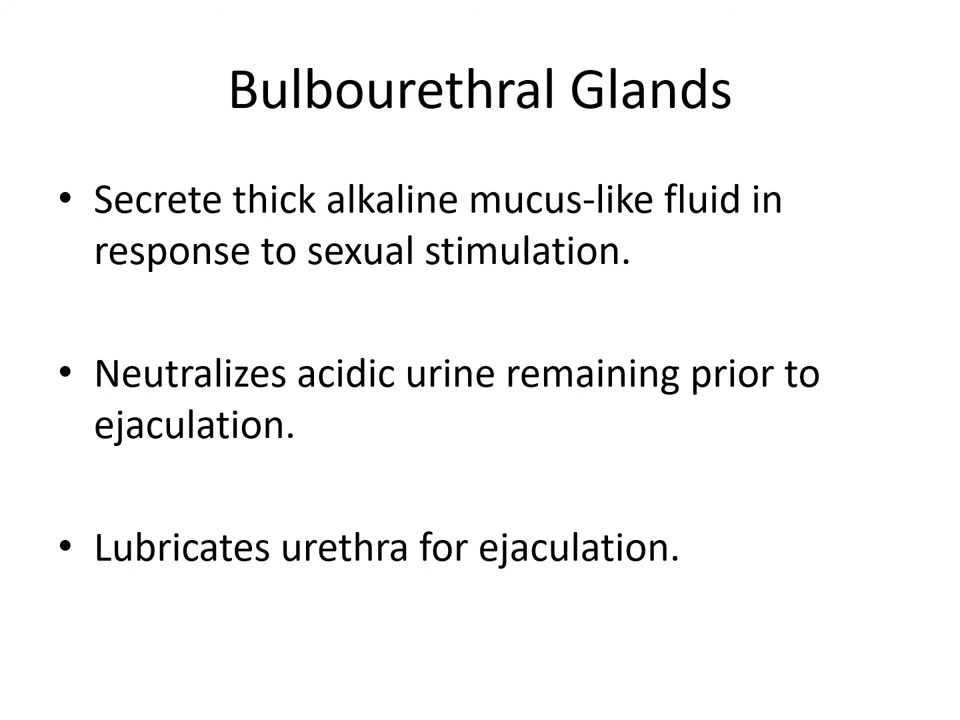 Bulbourethral Glands
• Secrete thick alkaline mucus-like fluid in
response to sexual stimulation.
• Neutralizes acidic urine remaining prior to
ejaculation.
• Lubricates urethra for ejaculation.